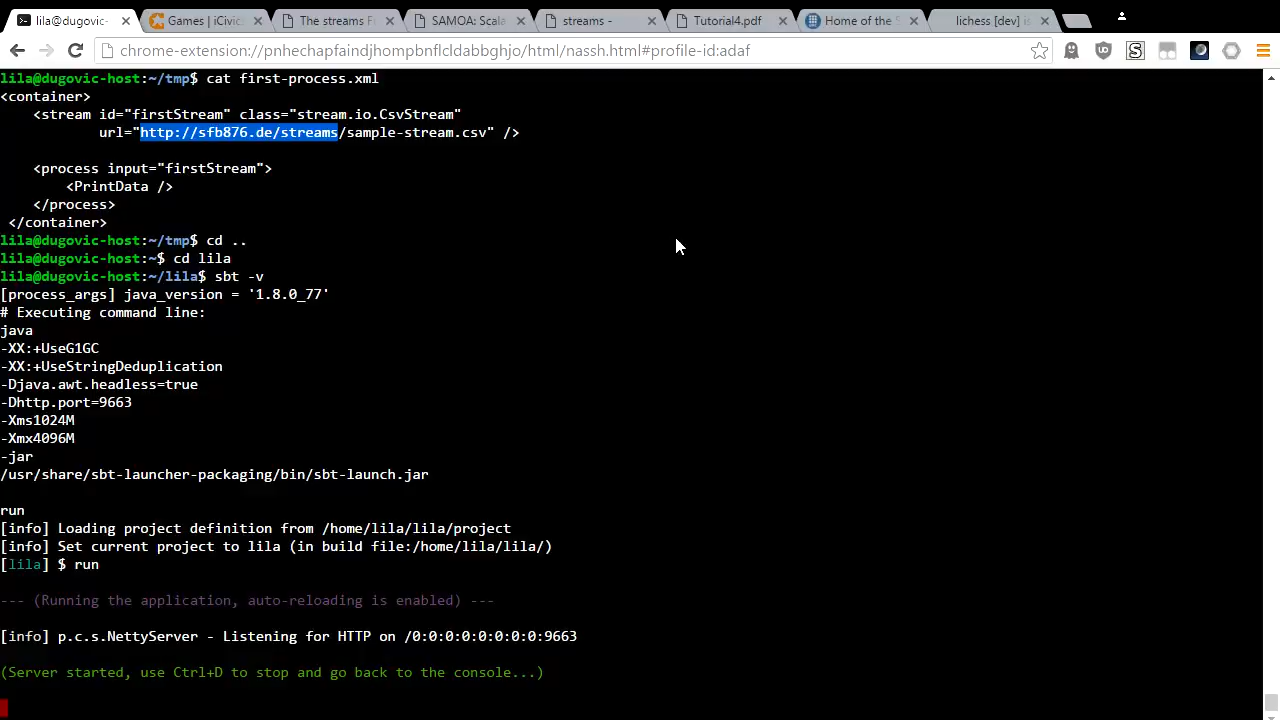 lila@dugovic-h
Games | iCivic
The streams F
SAMOA: Scala
streams -
Tutorial4.pdf
Home of the S
lichess [dev] is
chrome-extension://pnhechapfaindjhompbnflcldabghgjo/html/nassh.html#profile-id:adaf
lila@dugovic-host:~/tmp$ cat first-process.xml
<container>
    <stream id="firstStream" class="stream.io.CsvStream"
            url="http://sfb876.de/streams/sample-stream.csv" />
    <process input="firstStream">
        <PrintData />
    </process>
 </container>
lila@dugovic-host:~/tmp$ cd ..
lila@dugovic-host:~$ cd lila
lila@dugovic-host:~/lila$ sbt -v
[process_args] java_version = '1.8.0_77'
# Executing command line:
java
-XX:+UseG1GC
-XX:+UseStringDeduplication
-Djava.awt.headless=true
-Dhttp.port=9663
-Xms1024M
-Xmx4096M
-jar
/usr/share/sbt-launcher-packaging/bin/sbt-launch.jar
run
[info] Loading project definition from /home/lila/lila/project
[info] Set current project to lila (in build file:/home/lila/lila/)
[lila] $ run
--- (Running the application, auto-reloading is enabled) ---
[info] p.c.s.NettyServer - Listening for HTTP on /0:0:0:0:0:0:0:0:9663
(Server started, use Ctrl+D to stop and go back to the console...)